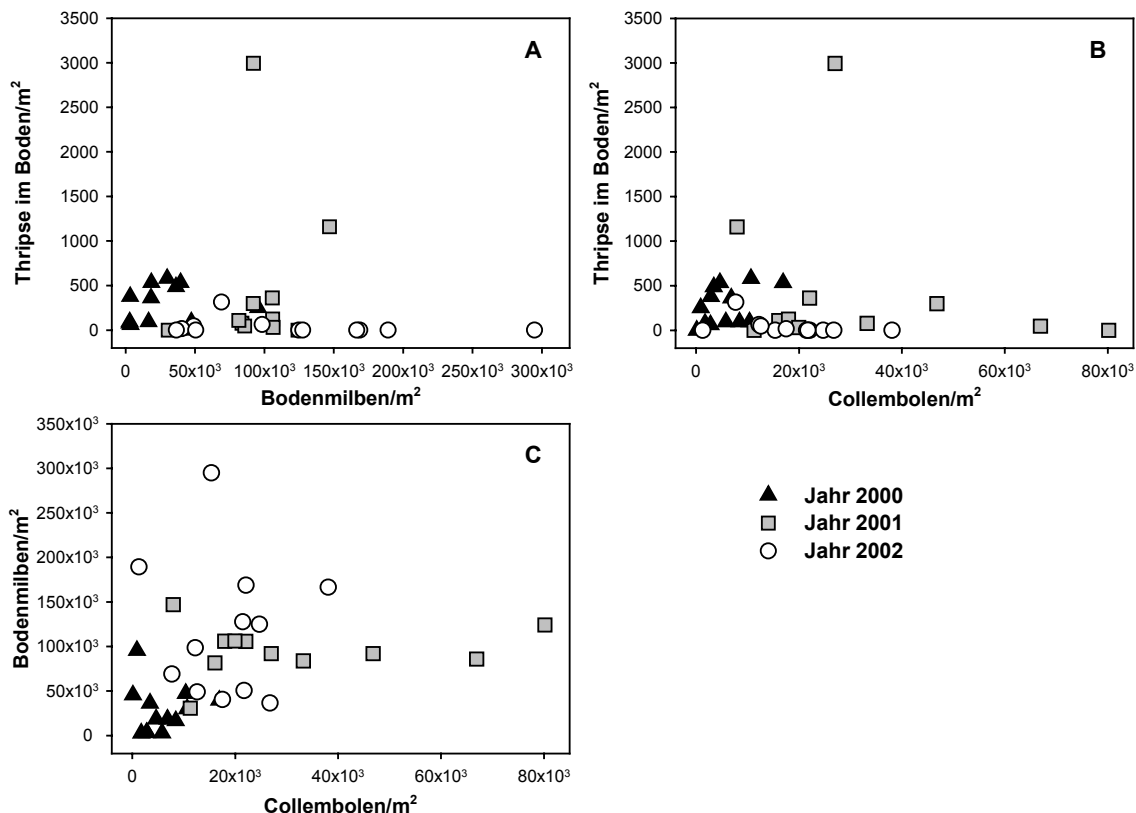 3500
3000
2500
2000
1500
1000
500
0
Thripse im Boden/m²
A
0
50x10³
100x10³
150x10³
200x10³
250x10³
300x10³
Bodenmilben/m²
3500
3000
2500
2000
1500
1000
500
0
Thripse im Boden/m²
B
0
20x10³
40x10³
60x10³
80x10³
Collembolen/m²
350x10³
300x10³
250x10³
200x10³
150x10³
100x10³
50x10³
0
Bodenmilben/m²
C
0
20x10³
40x10³
60x10³
80x10³
Collembolen/m²
Jahr 2000
Jahr 2001
Jahr 2002